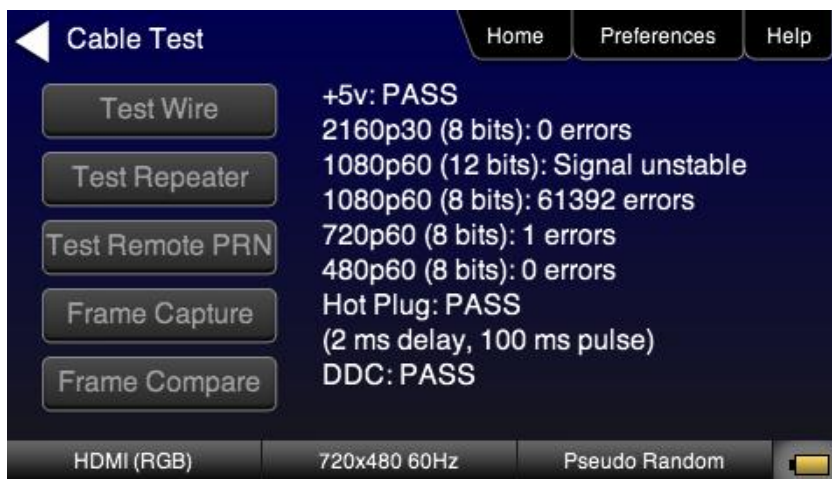 Cable Test
Home
Preferences
Help
Test Wire
Test Repeater
Test Remote PRN
Frame Capture
Frame Compare
+5v: PASS
2160p30 (8 bits): 0 errors
1080p60 (12 bits): Signal unstable
1080p60 (8 bits): 61392 errors
720p60 (8 bits): 1 errors
480p60 (8 bits): 0 errors
Hot Plug: PASS
(2 ms delay, 100 ms pulse)
DDC: PASS
HDMI (RGB)
720x480 60Hz
Pseudo Random